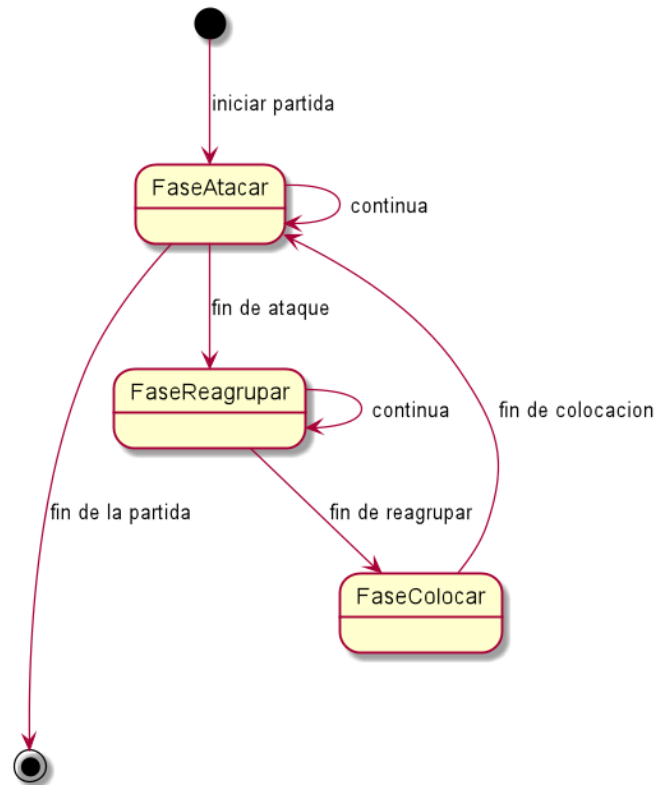 iniciar partida
FaseAtacar
continua
fin de ataque
FaseReagrupar
continua
fin de colocacion
fin de la partida
fin de reagrupar
FaseColocar